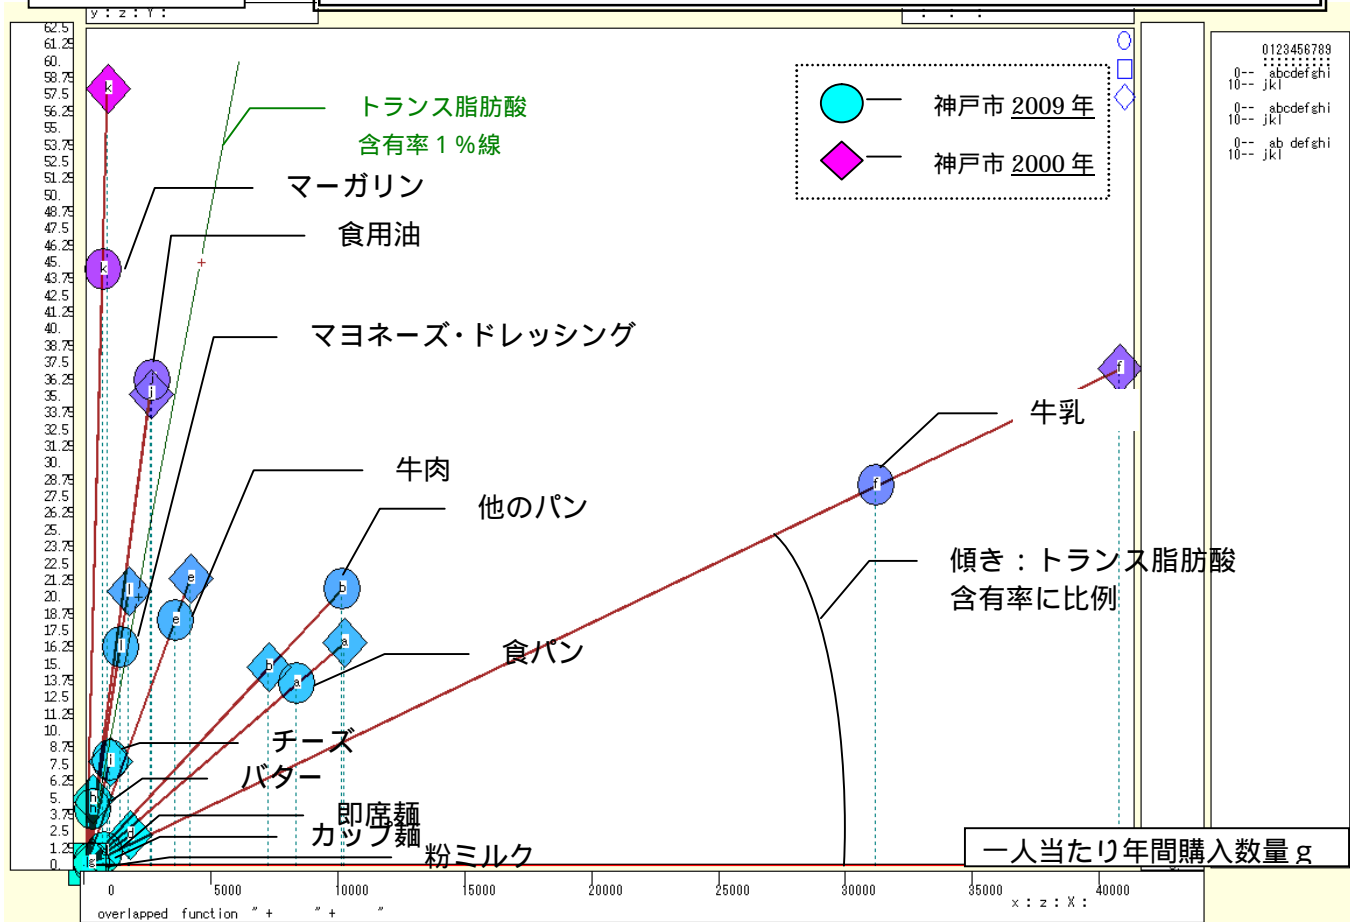 y : z : Y :
: : :
62.5
61.25
60.
58.75
57.5
56.25
55.
53.75
52.5
51.25
50.
48.75
47.5
46.25
45.
43.75
42.5
41.25
40.
38.75
37.5
36.25
35.
33.75
32.5
31.25
30.
28.75
27.5
26.25
25.
23.75
22.5
21.25
20.
18.75
17.5
16.25
15.
13.75
12.5
11.25
10.
8.75
7.5
6.25
5.
3.75
2.5
1.25
0.
トランス脂肪酸
含有率1%線
マーガリン
食用油
マヨネーズ・ドレッシング
牛肉
他のパン
食パン
チーズ
バター
即席麺
カップ麺
粉ミルク
牛乳
傾き：トランス脂肪酸
含有率に比例
神戸市 2009 年
神戸市 2000 年
k
k
j
j
l
l
e
e
b
b
a
a
f
f
i
h
d
g
0123456789
0-- abcdefghi
10-- jkl
0-- abcdefghi
10-- jkl
0-- ab defghi
10-- jkl
一人当たり年間購入数量ｇ
0 5000 10000 15000 20000 25000 30000 35000 40000
x : z : X :
overlapped function " + " + "